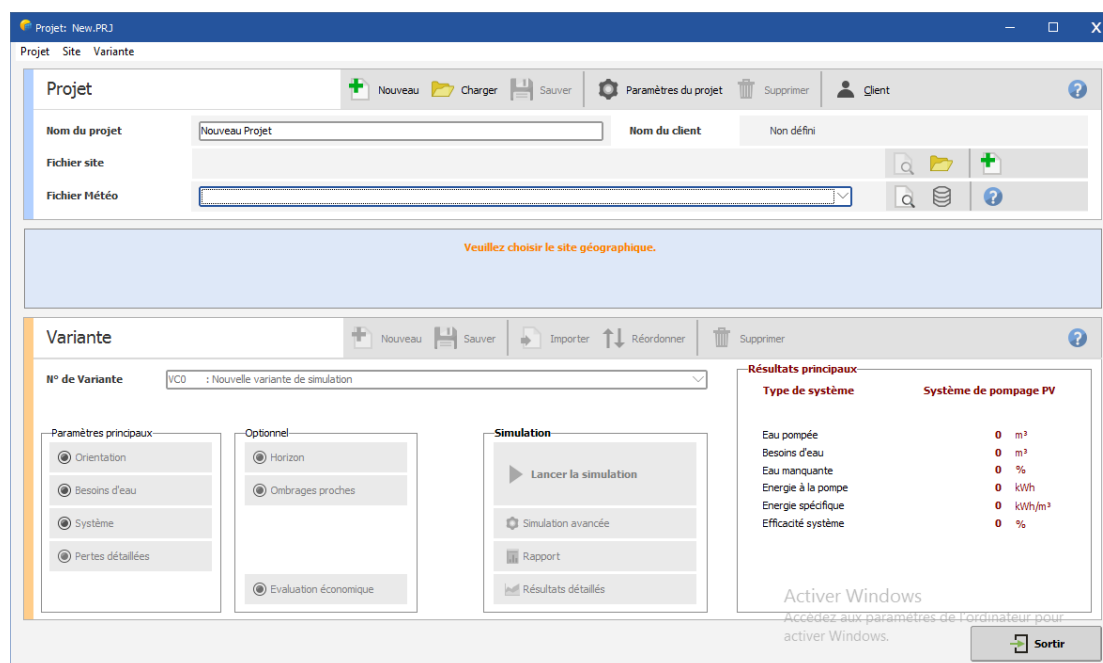 Projet: New.PRJ
Projet Site Variante
Projet Nouveau Charger Sauver Paramètres du projet Supprimer Client
Nom du projet Nouveau Projet Nom du client Non défini
Fichier site
Fichier Météo
Veuillez choisir le site géographique.
Variante Nouveau Sauver Importer Réordonner Supprimer
N° de Variante VC0 : Nouvelle variante de simulation
Résultats principaux
Type de système Système de pompage PV
Paramètres principaux Optionnel Simulation
Eau pompée 0 m³
Orientation Horizon Lancer la simulation
Besoins d'eau 0 m³
Eau manquante 0 %
Besoins d'eau Ombrages proches
Energie à la pompe 0 kWh
Energie spécifique 0 kWh/m³
Système Simulation avancée
Efficacité système 0 %
Pertes détaillées Rapport
Evaluation économique Résultats détaillés
Activer Windows
Accédez aux paramètres de l'ordinateur pour
activer Windows.
Sortir